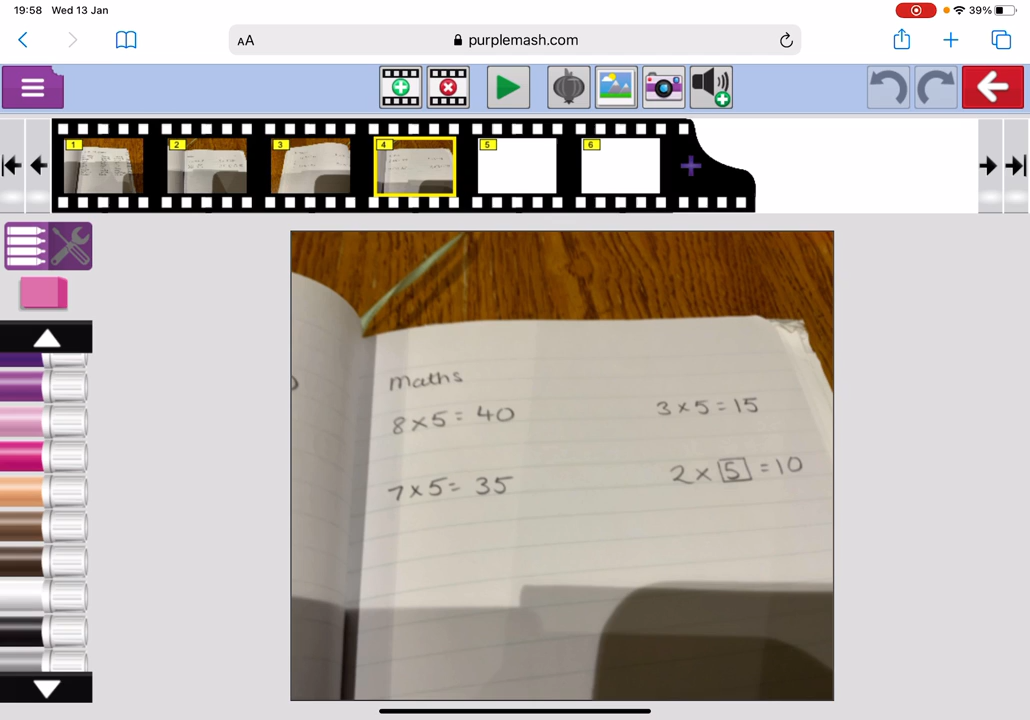 19:58 Wed 13 Jan
39%
AA
purplemash.com
1
2
3
4
5
6
maths
8×5= 40
3×5=15
7×5= 35
2×5=10